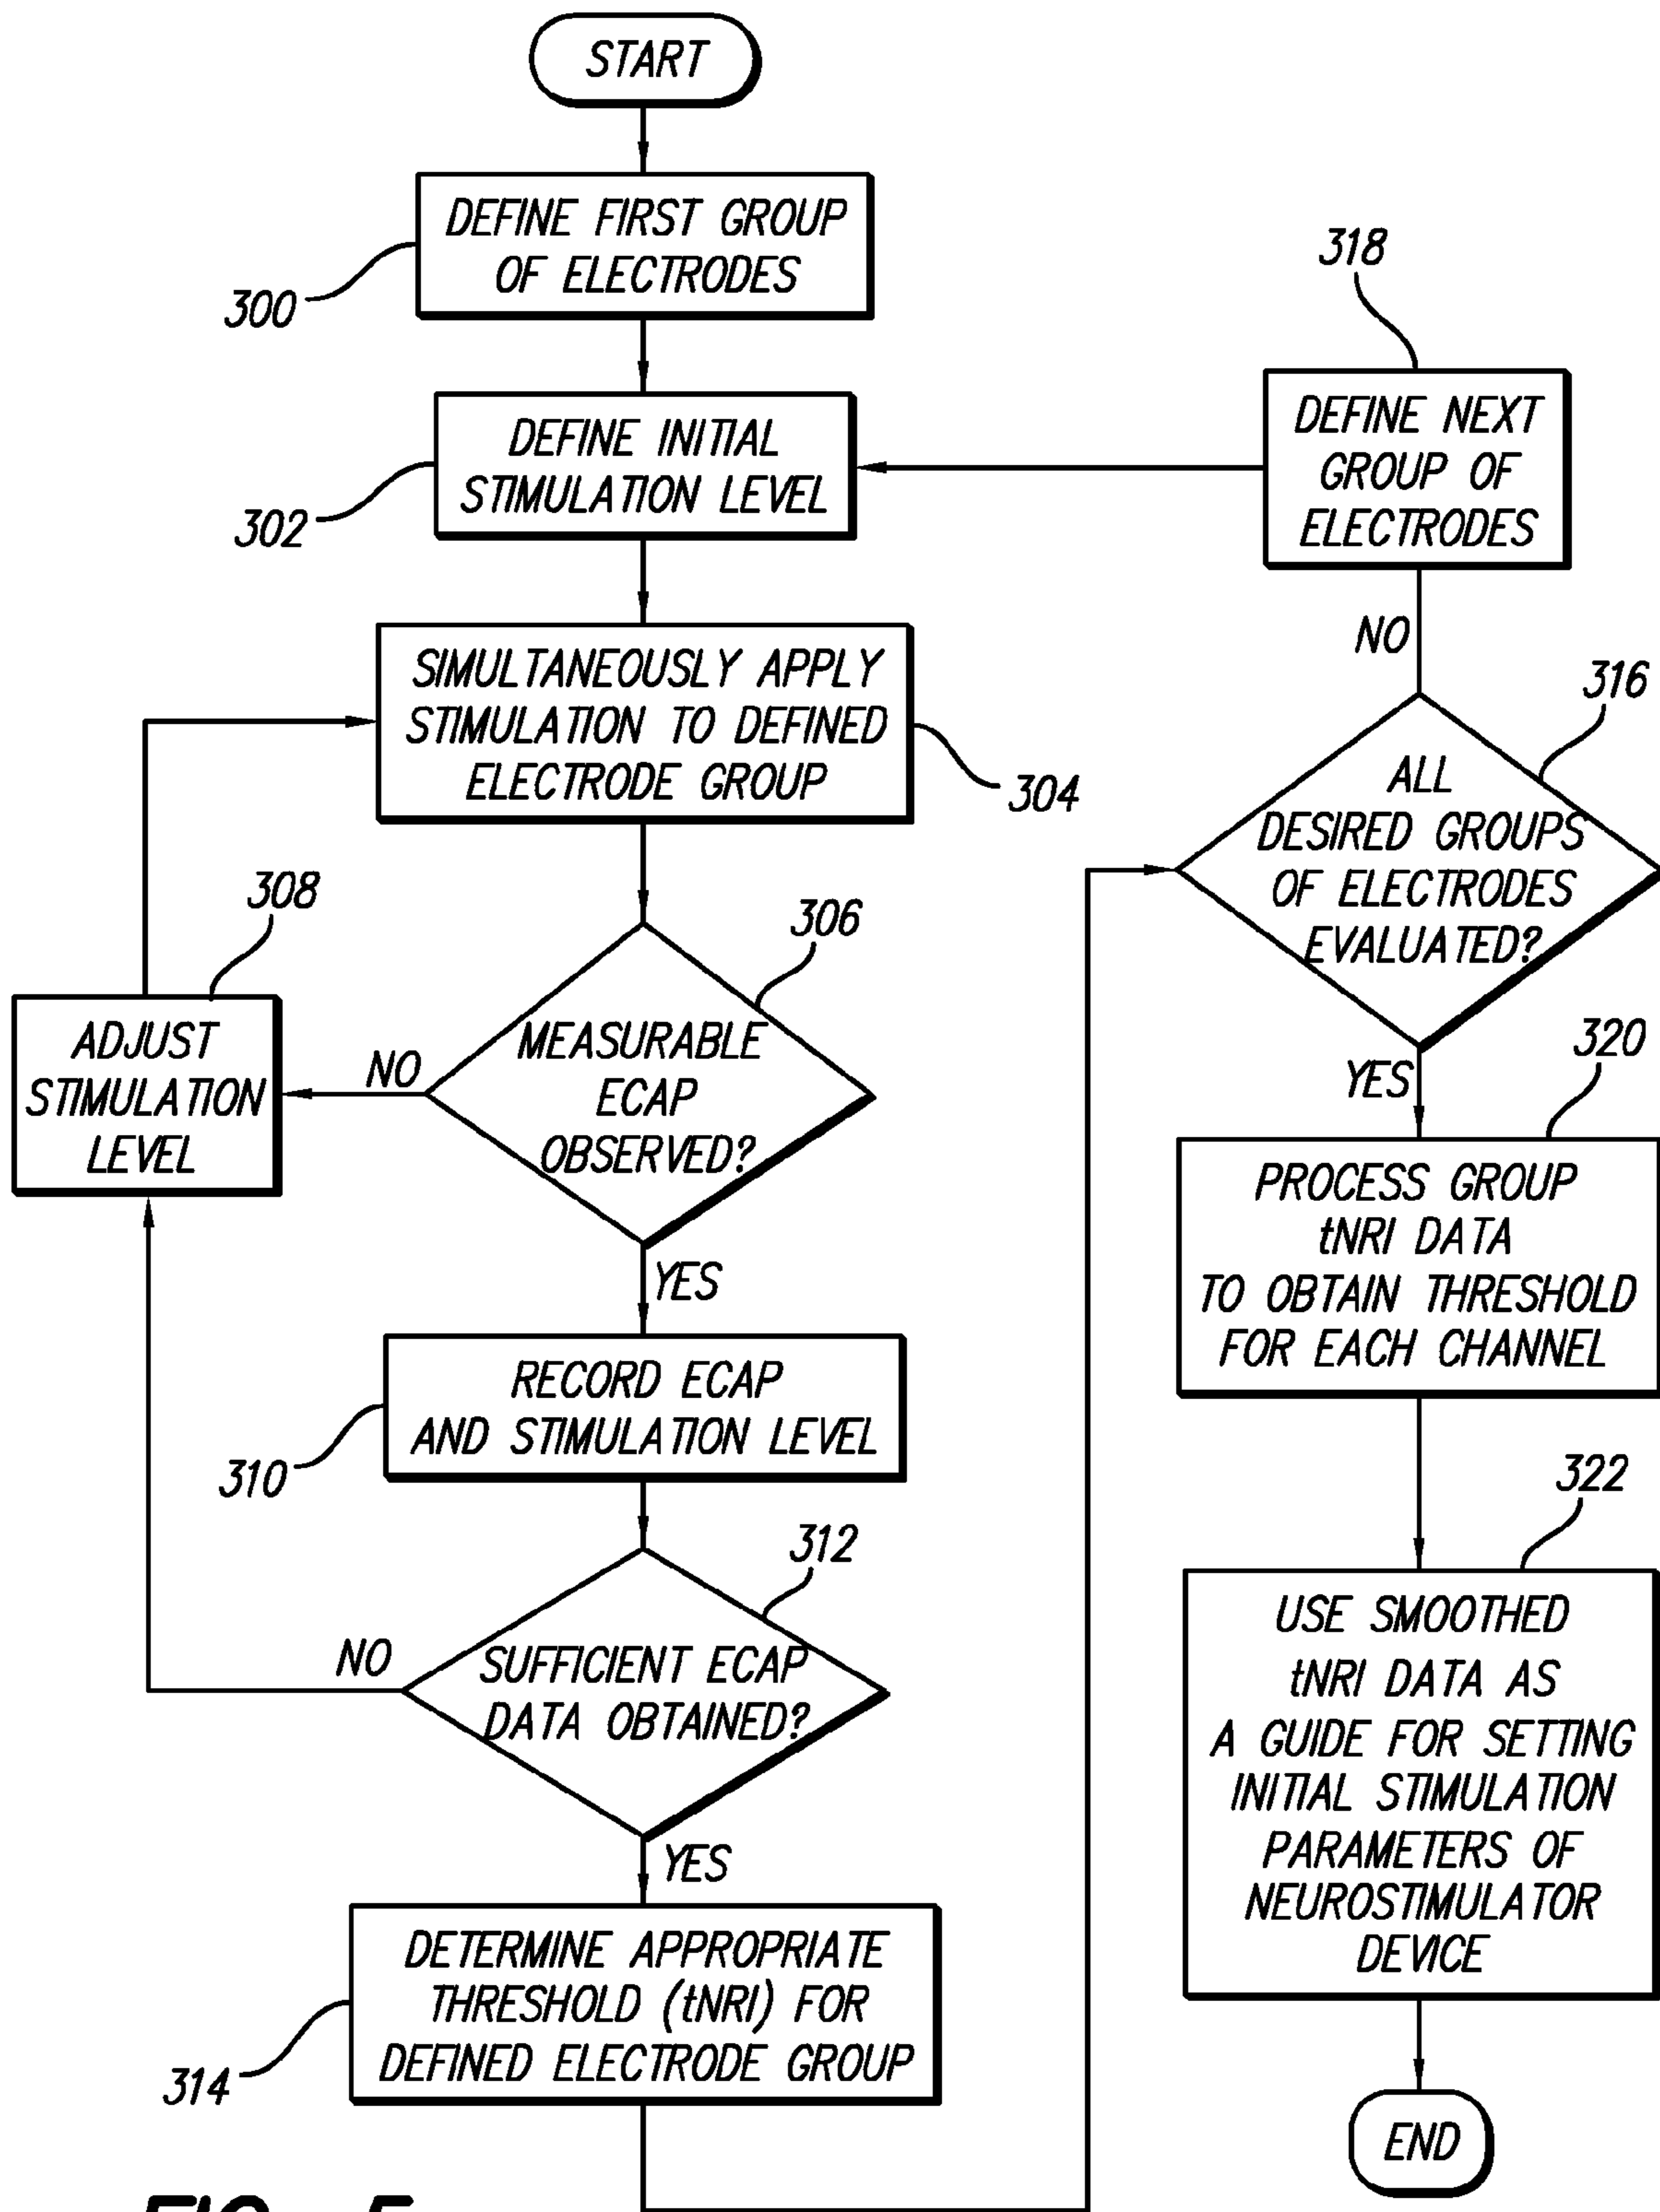 START
DEFINE FIRST GROUP
OF ELECTRODES
300
DEFINE INITIAL
STIMULATION LEVEL
302
SIMULTANEOUSLY APPLY
STIMULATION TO DEFINED
ELECTRODE GROUP
304
306
MEASURABLE
ECAP
OBSERVED?
NO
308
ADJUST
STIMULATION
LEVEL
YES
RECORD ECAP
AND STIMULATION LEVEL
310
312
SUFFICIENT ECAP
DATA OBTAINED?
NO
YES
DETERMINE APPROPRIATE
THRESHOLD (tNRI) FOR
DEFINED ELECTRODE GROUP
314
318
DEFINE NEXT
GROUP OF
ELECTRODES
NO
316
ALL
DESIRED GROUPS
OF ELECTRODES
EVALUATED?
YES
320
PROCESS GROUP
tNRI DATA
TO OBTAIN THRESHOLD
FOR EACH CHANNEL
322
USE SMOOTHED
tNRI DATA AS
A GUIDE FOR SETTING
INITIAL STIMULATION
PARAMETERS OF
NEUROSTIMULATOR
DEVICE
END